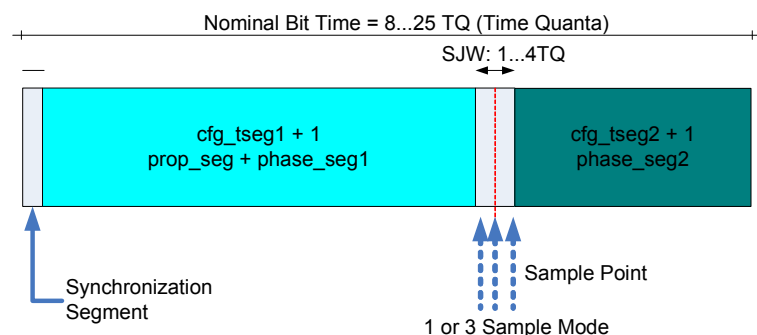 Nominal Bit Time = 8...25 TQ (Time Quanta)
SJW: 1...4TQ
cfg_tseg1 + 1
prop_seg + phase_seg1
cfg_tseg2 + 1
phase_seg2
Synchronization
Segment
Sample Point
1 or 3 Sample Mode